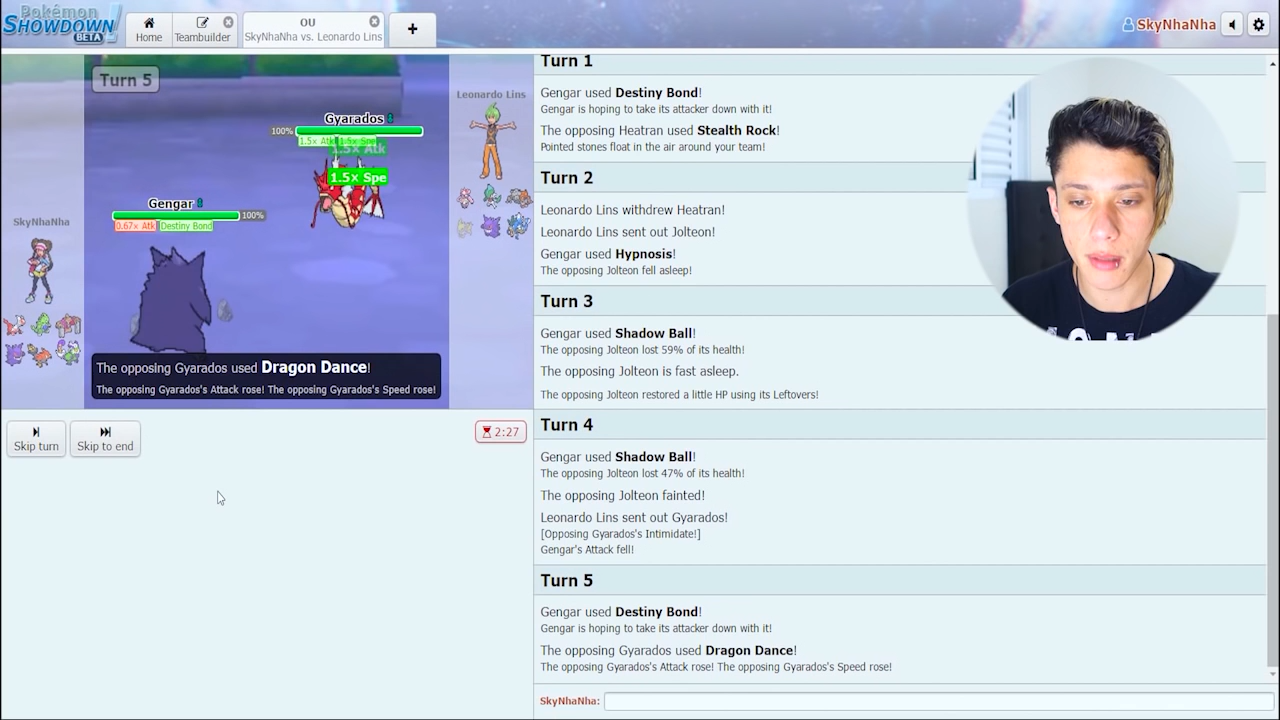 Pokémon
SHOWDOWN!
BETA
Home
Teambuilder
OU
SkyNhaNha vs. Leonardo Lins
+
SkyNhaNha
Turn 5
Leonardo Lins
Gyarados
100%
1.5× Atk 1.5× Spe
1.5× Atk
1.5× Spe
Gengar
100%
0.67× Atk Destiny Bond
SkyNhaNha
The opposing Gyarados used Dragon Dance!
The opposing Gyarados's Attack rose! The opposing Gyarados's Speed rose!
Skip turn
Skip to end
2:27
Turn 1
Gengar used Destiny Bond!
Gengar is hoping to take its attacker down with it!
The opposing Heatran used Stealth Rock!
Pointed stones float in the air around your team!
Turn 2
Leonardo Lins withdrew Heatran!
Leonardo Lins sent out Jolteon!
Gengar used Hypnosis!
The opposing Jolteon fell asleep!
Turn 3
Gengar used Shadow Ball!
The opposing Jolteon lost 59% of its health!
The opposing Jolteon is fast asleep.
The opposing Jolteon restored a little HP using its Leftovers!
Turn 4
Gengar used Shadow Ball!
The opposing Jolteon lost 47% of its health!
The opposing Jolteon fainted!
Leonardo Lins sent out Gyarados!
[Opposing Gyarados's Intimidate!]
Gengar's Attack fell!
Turn 5
Gengar used Destiny Bond!
Gengar is hoping to take its attacker down with it!
The opposing Gyarados used Dragon Dance!
The opposing Gyarados's Attack rose! The opposing Gyarados's Speed rose!
SkyNhaNha: